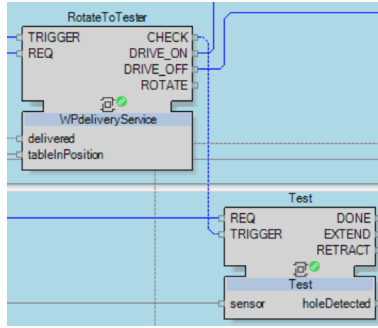 RotateToTester
TRIGGER CHECK
REQ DRIVE_ON
DRIVE_OFF
ROTATE
WPdeliveryService
delivered
tableInPosition
Test
REQ DONE
TRIGGER EXTEND
RETRACT
Test
sensor holeDetected